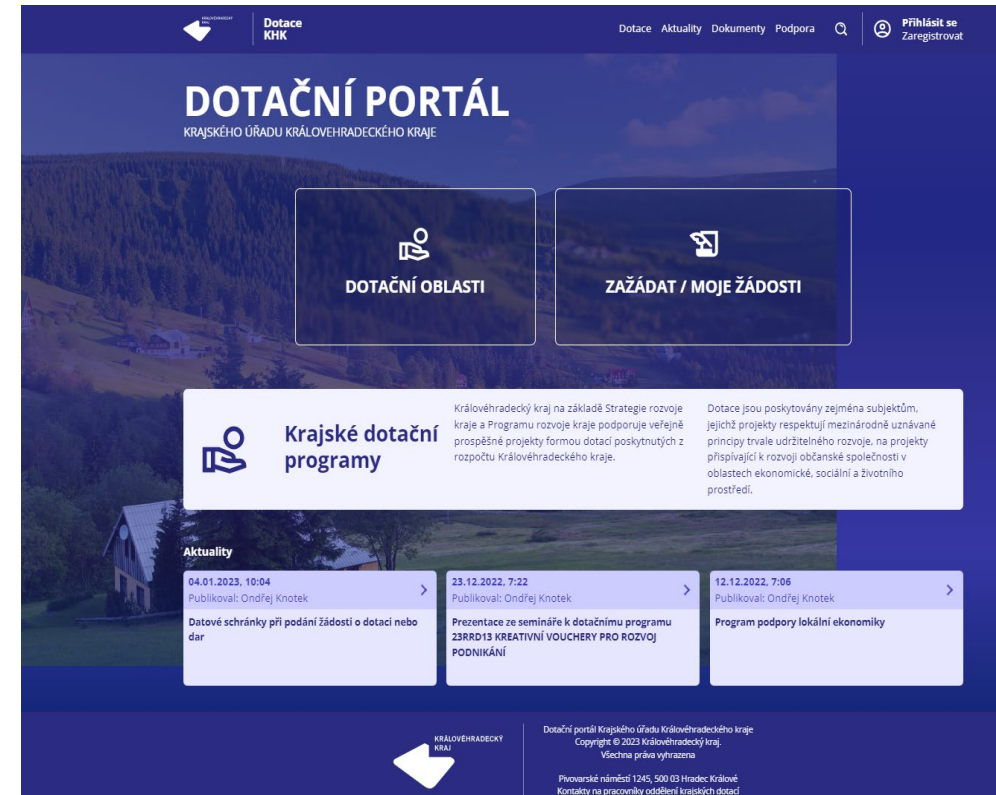 KRÁLOVÉHRADECKÝ
KRAJ
Dotace
KHK
Dotace Aktuality Dokumenty Podpora
Přihlásit se
Zaregistrovat
DOTAČNÍ PORTÁL
KRAJSKÉHO ÚŘADU KRÁLOVEHRADECKÉHO KRAJE
DOTAČNÍ OBLASTI
ZAŽÁDAT / MOJE ŽÁDOSTI
Krajské dotační
programy
Královéhradecký kraj na základě Strategie rozvoje
kraje a Programu rozvoje kraje podporuje veřejně
prospěšné projekty formou dotací poskytnutých z
rozpočtu Královéhradeckého kraje.
Dotace jsou poskytovány zejména subjektům,
jejichž projekty respektují mezinárodně uznávané
principy trvale udržitelného rozvoje, na projekty
přispívající k rozvoji občanské společnosti v
oblastech ekonomické, sociální a životního
prostředí.
Aktuality
04.01.2023, 10:04
Publikoval: Ondřej Knotek
Datové schránky při podání žádosti o dotaci nebo
dar
23.12.2022, 7:22
Publikoval: Ondřej Knotek
Prezentace ze semináře k dotačnímu programu
23RRD13 KREATIVNÍ VOUCHERY PRO ROZVOJ
PODNIKÁNÍ
12.12.2022, 7:06
Publikoval: Ondřej Knotek
Program podpory lokální ekonomiky
KRÁLOVÉHRADECKÝ
KRAJ
Dotační portál Krajského úřadu Královéhradeckého kraje
Copyright © 2023 Královéhradecký kraj.
Všechna práva vyhrazena
Pivovarské náměstí 1245, 500 03 Hradec Králové
Kontakty na pracovníky oddělení krajských dotací